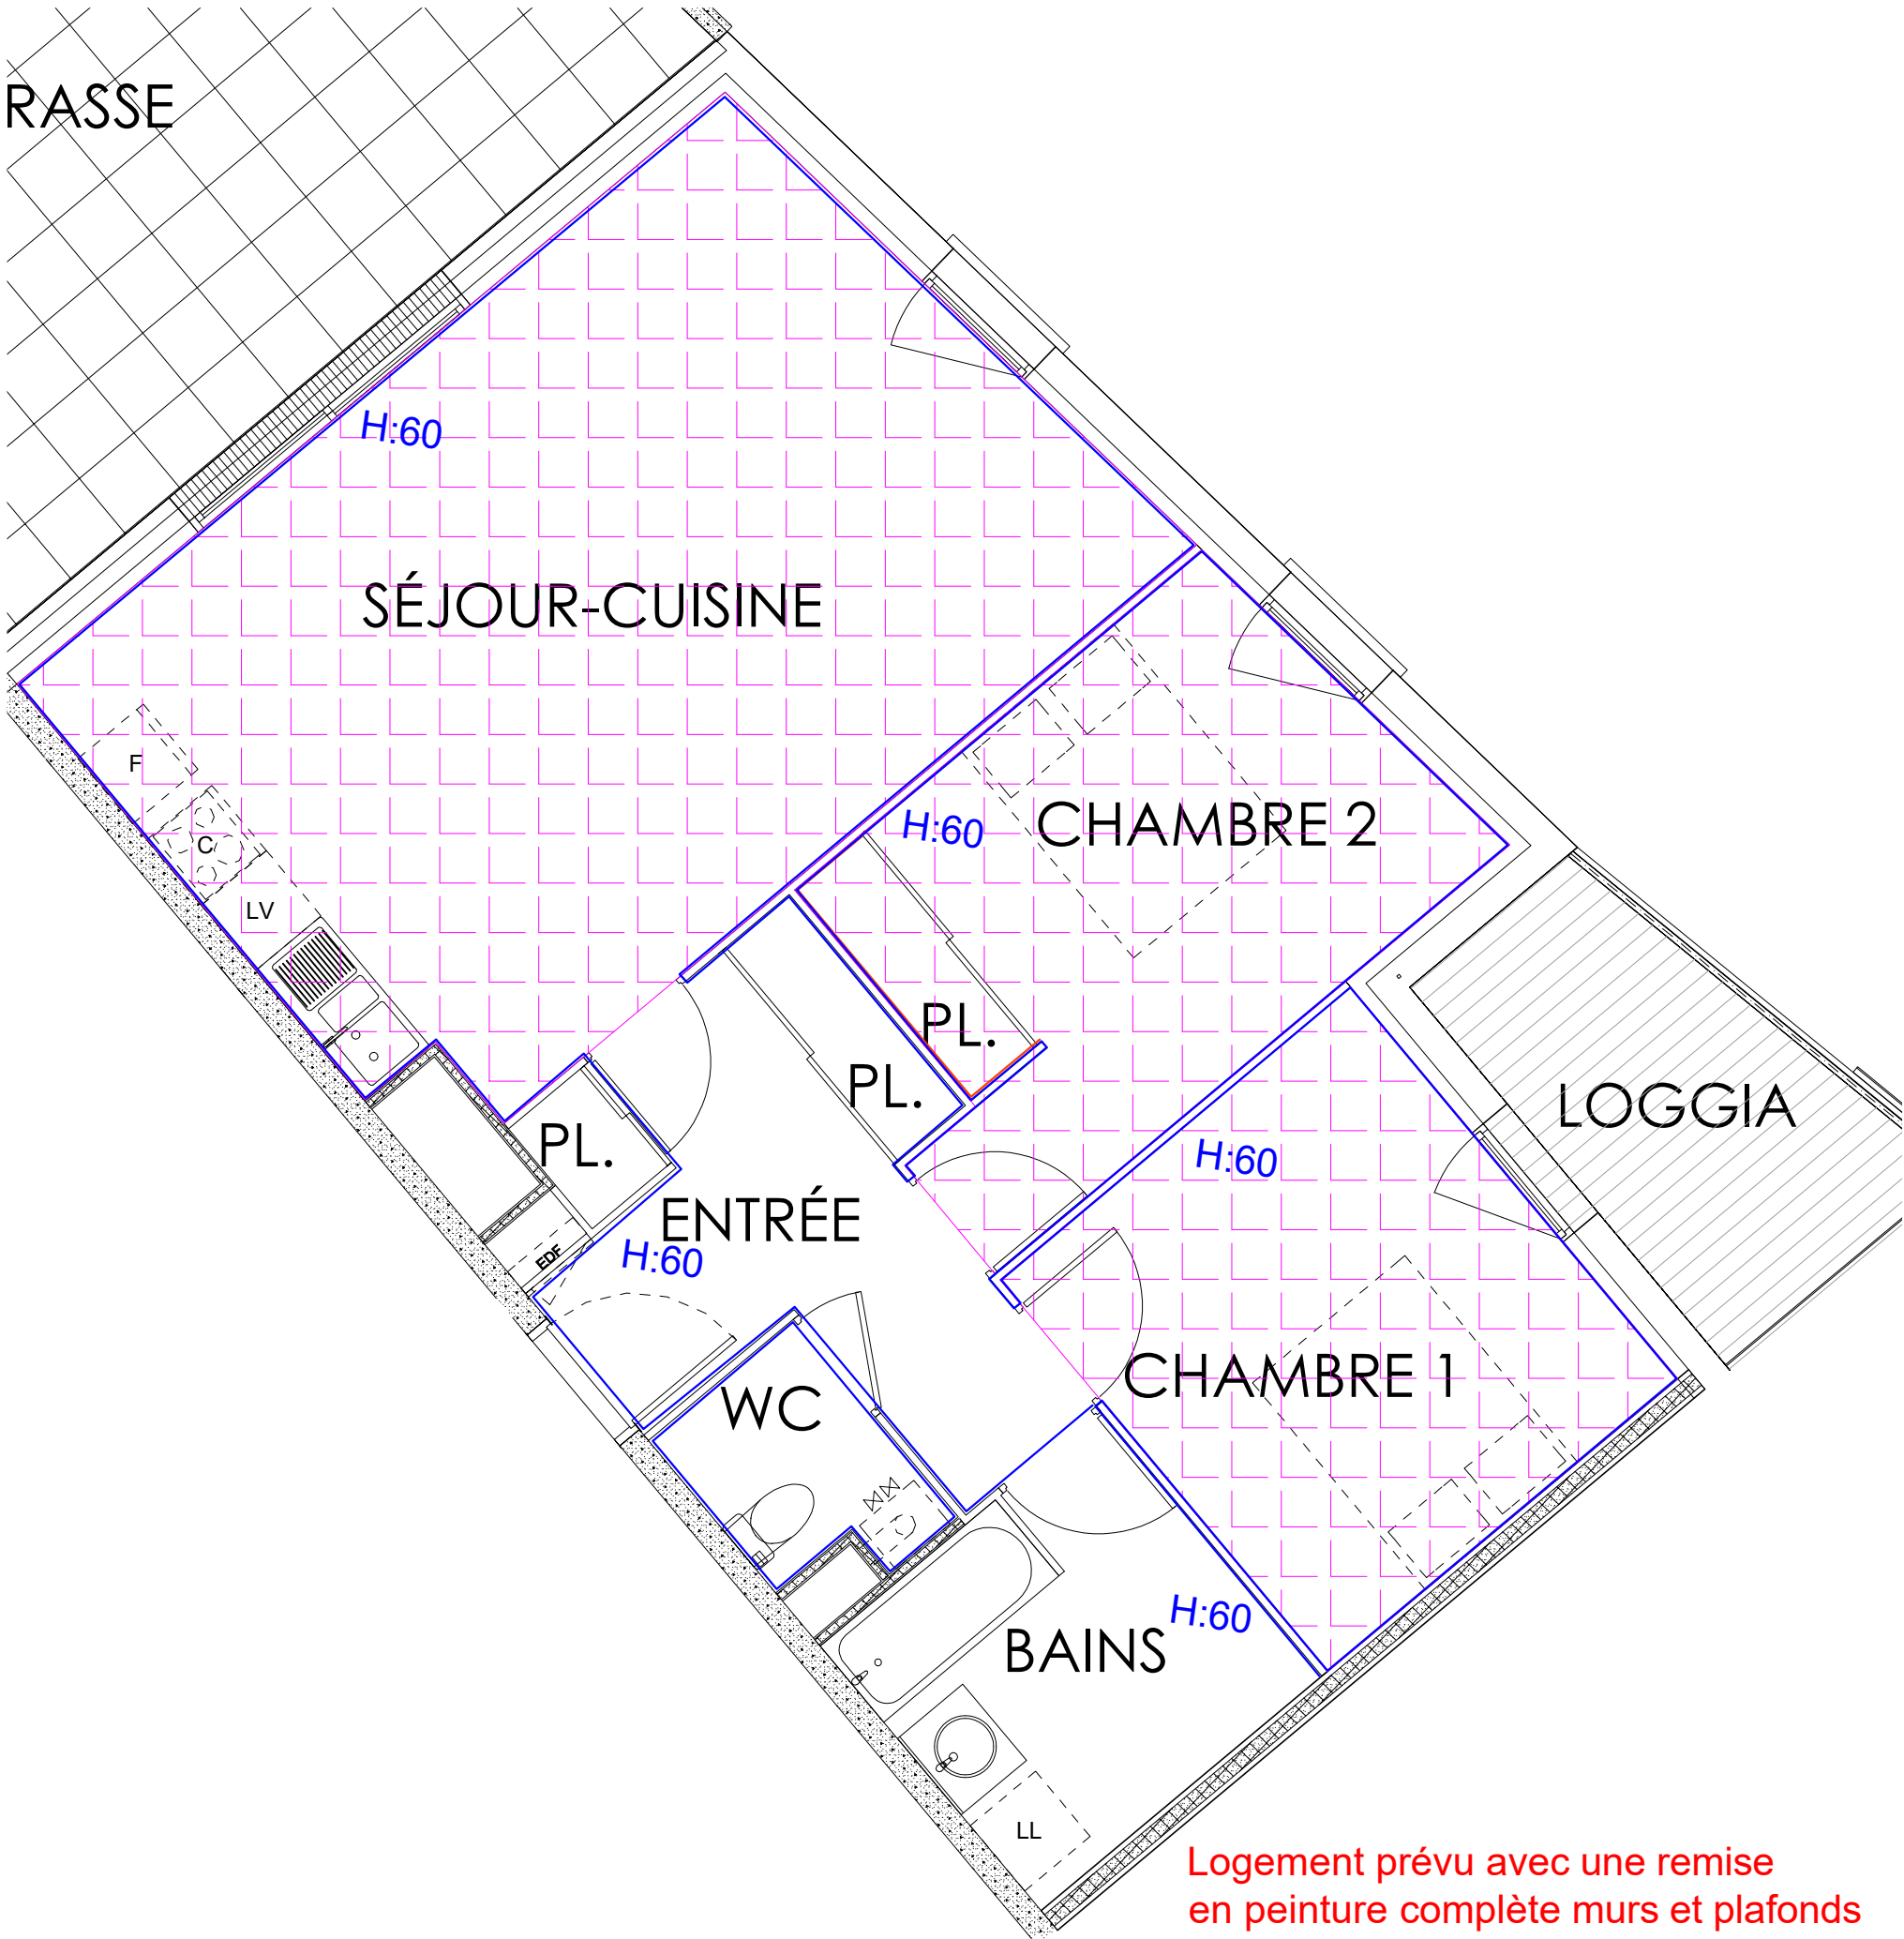 RASSE
H:60
SÉJOUR-CUISINE
F
C
LV
H:60
CHAMBRE 2
PL.
PL.
PL.
LOGGIA
H:60
ENTRÉE
EDF
H:60
WC
CHAMBRE 1
H:60
BAINS
LL
Logement prévu avec une remise
en peinture complète murs et plafonds